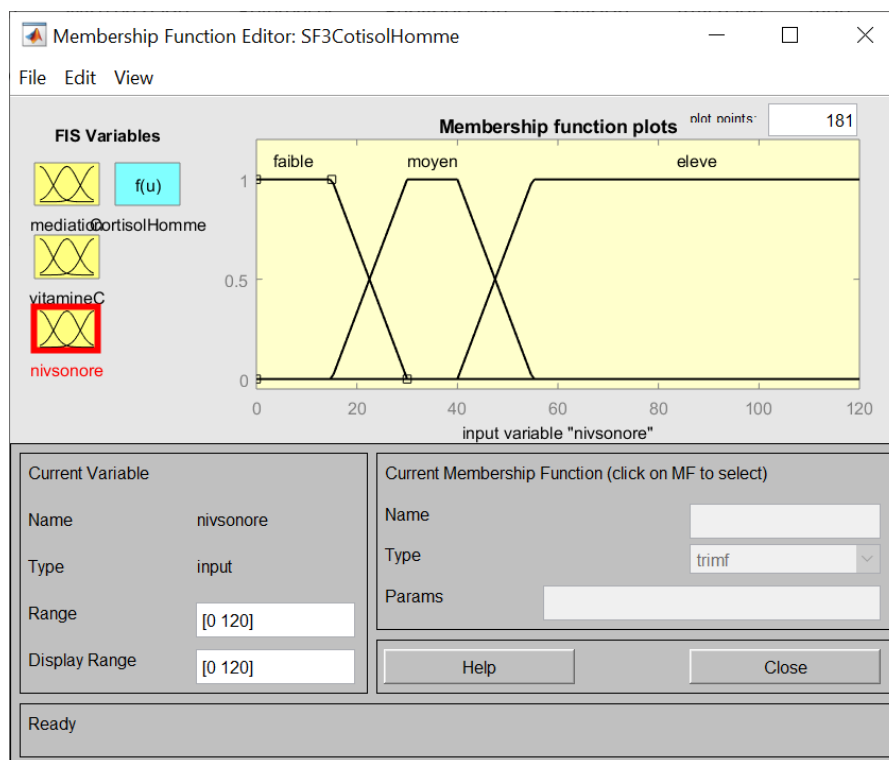 Membership Function Editor: SF3CotisolHomme
File Edit View
FIS Variables
f(u)
mediation
CortisolHomme
vitamineC
nivsonore
Membership function plots
plot points:
181
faible moyen eleve
1
0.5
0
0 20 40 60 80 100 120
input variable "nivsonore"
Current Variable
Name nivsonore
Type input
Range [0 120]
Display Range [0 120]
Current Membership Function (click on MF to select)
Name
Type trimf
Params
Help Close
Ready